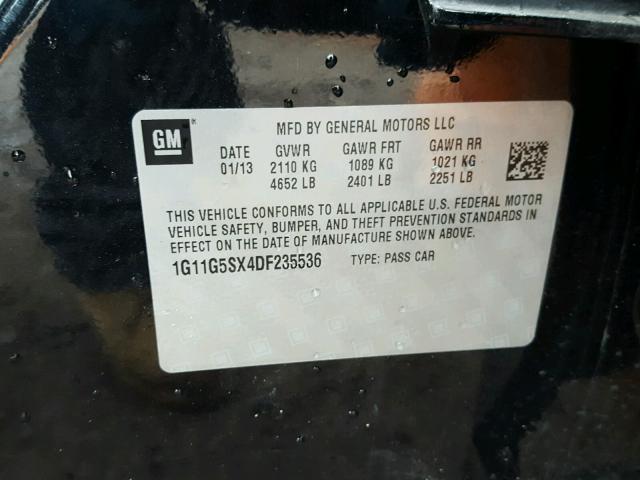 GM
MFD BY GENERAL MOTORS LLC
DATE GVWR GAWR FRT GAWR RR
01/13 2110 KG 1089 KG 1021 KG
4652 LB 2401 LB 2251 LB
THIS VEHICLE CONFORMS TO ALL APPLICABLE U.S. FEDERAL MOTOR
VEHICLE SAFETY, BUMPER, AND THEFT PREVENTION STANDARDS IN
EFFECT ON THE DATE OF MANUFACTURE SHOWN ABOVE.
1G11G5SX4DF235536 TYPE: PASS CAR